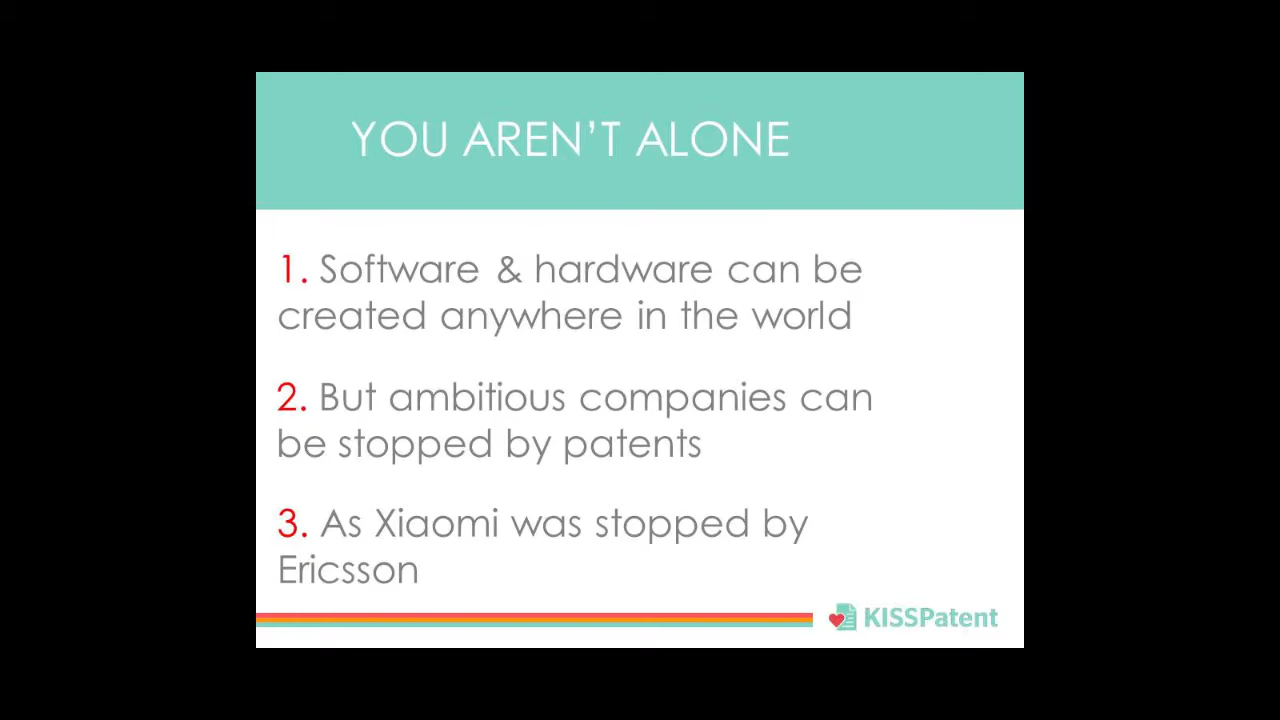 YOU AREN’T ALONE
1. Software & hardware can be
created anywhere in the world
2. But ambitious companies can
be stopped by patents
3. As Xiaomi was stopped by
Ericsson
KISSPatent